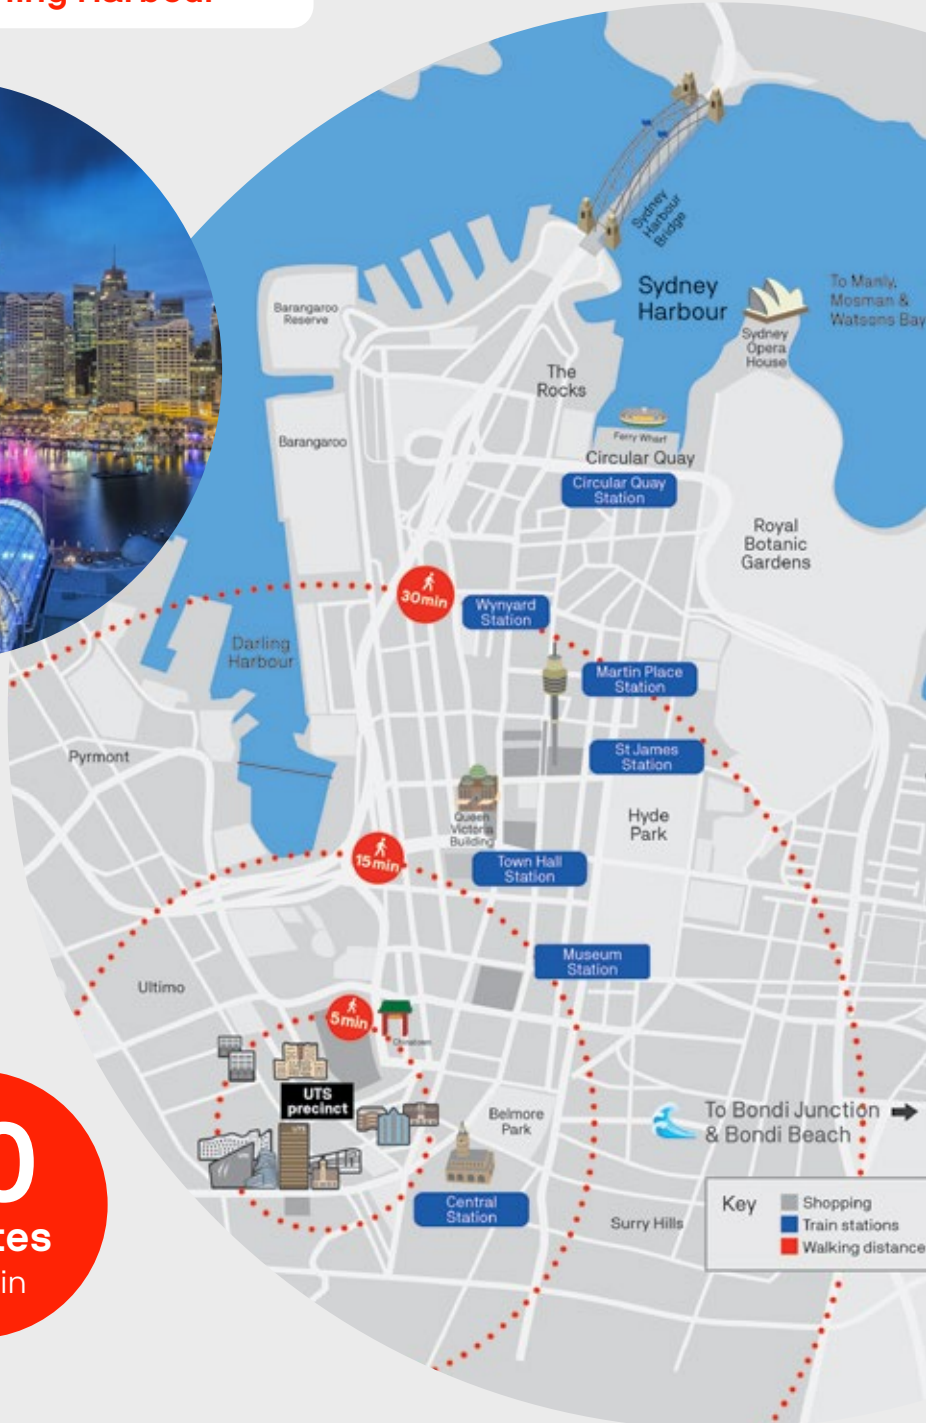 Sydney
Harbour
Bridge
Sydney
Harbour
To Manly,
Mosman &
Watsons Bay
Barangaroo
Reserve
Sydney
Opera
House
The
Rocks
Ferry Wharf
Barangaroo
Circular Quay
Circular Quay
Station
Royal
Botanic
Gardens
30min
Wynyard
Station
Darling
Harbour
Martin Place
Station
Pyrmont
St James
Station
Queen
Victoria
Building
Hyde
Park
15min
Town Hall
Station
Museum
Station
Ultimo
5min
Chinatown
UTS
precinct
UTS
Belmore
Park
To Bondi Junction
& Bondi Beach
Central
Station
Surry Hills
Key
Shopping
Train stations
Walking distance
0
tes
in